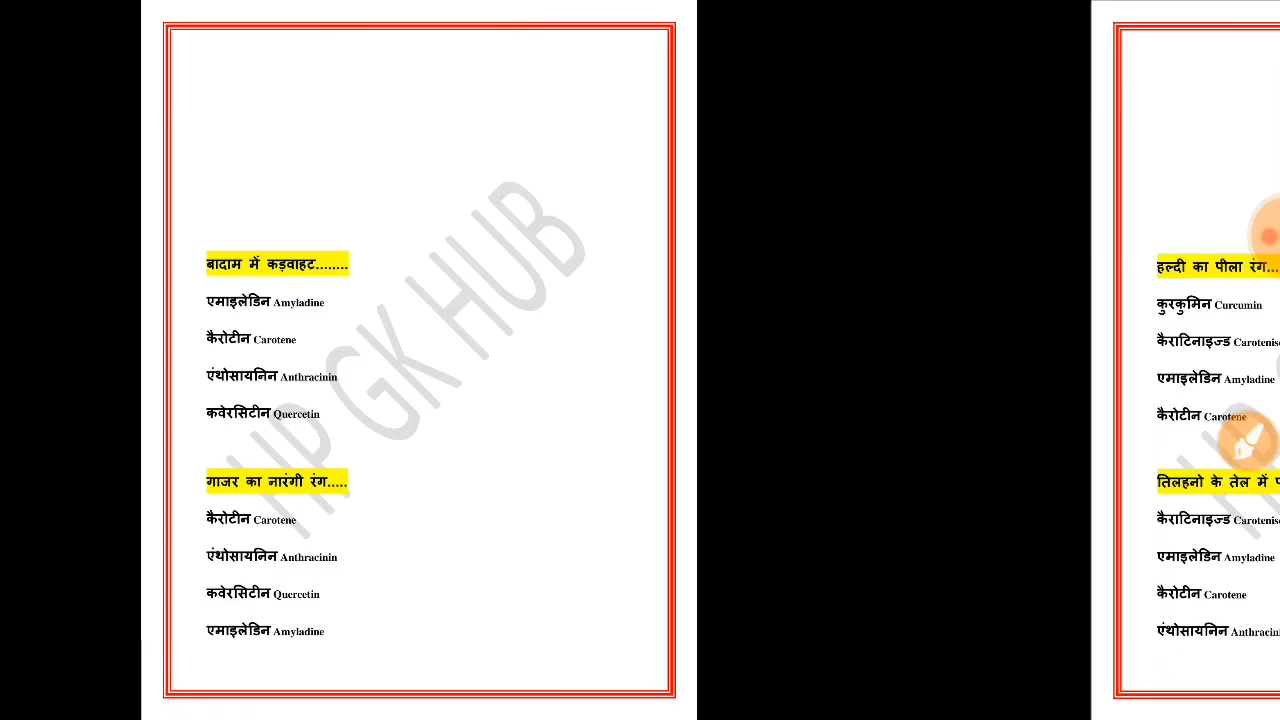 HP GK HUB
बादाम में कड़वाहट........
एमाइलेडिन Amyladine
कैरोटीन Carotene
एंथोसायनिन Anthracinin
कवेरसिटीन Quercetin
गाजर का नारंगी रंग.....
कैरोटीन Carotene
एंथोसायनिन Anthracinin
कवेरसिटीन Quercetin
एमाइलेडिन Amyladine
हल्दी का पीला रंग...
कुरकुमिन Curcumin
कैराटिनाइज्ड
एमाइलेडिन Amyladine
कैरोटीन Carotene
तिलहनो के तेल में
कैराटिनाइज्ड
एमाइलेडिन Amyladine
कैरोटीन Carotene
एंथोसायनिन